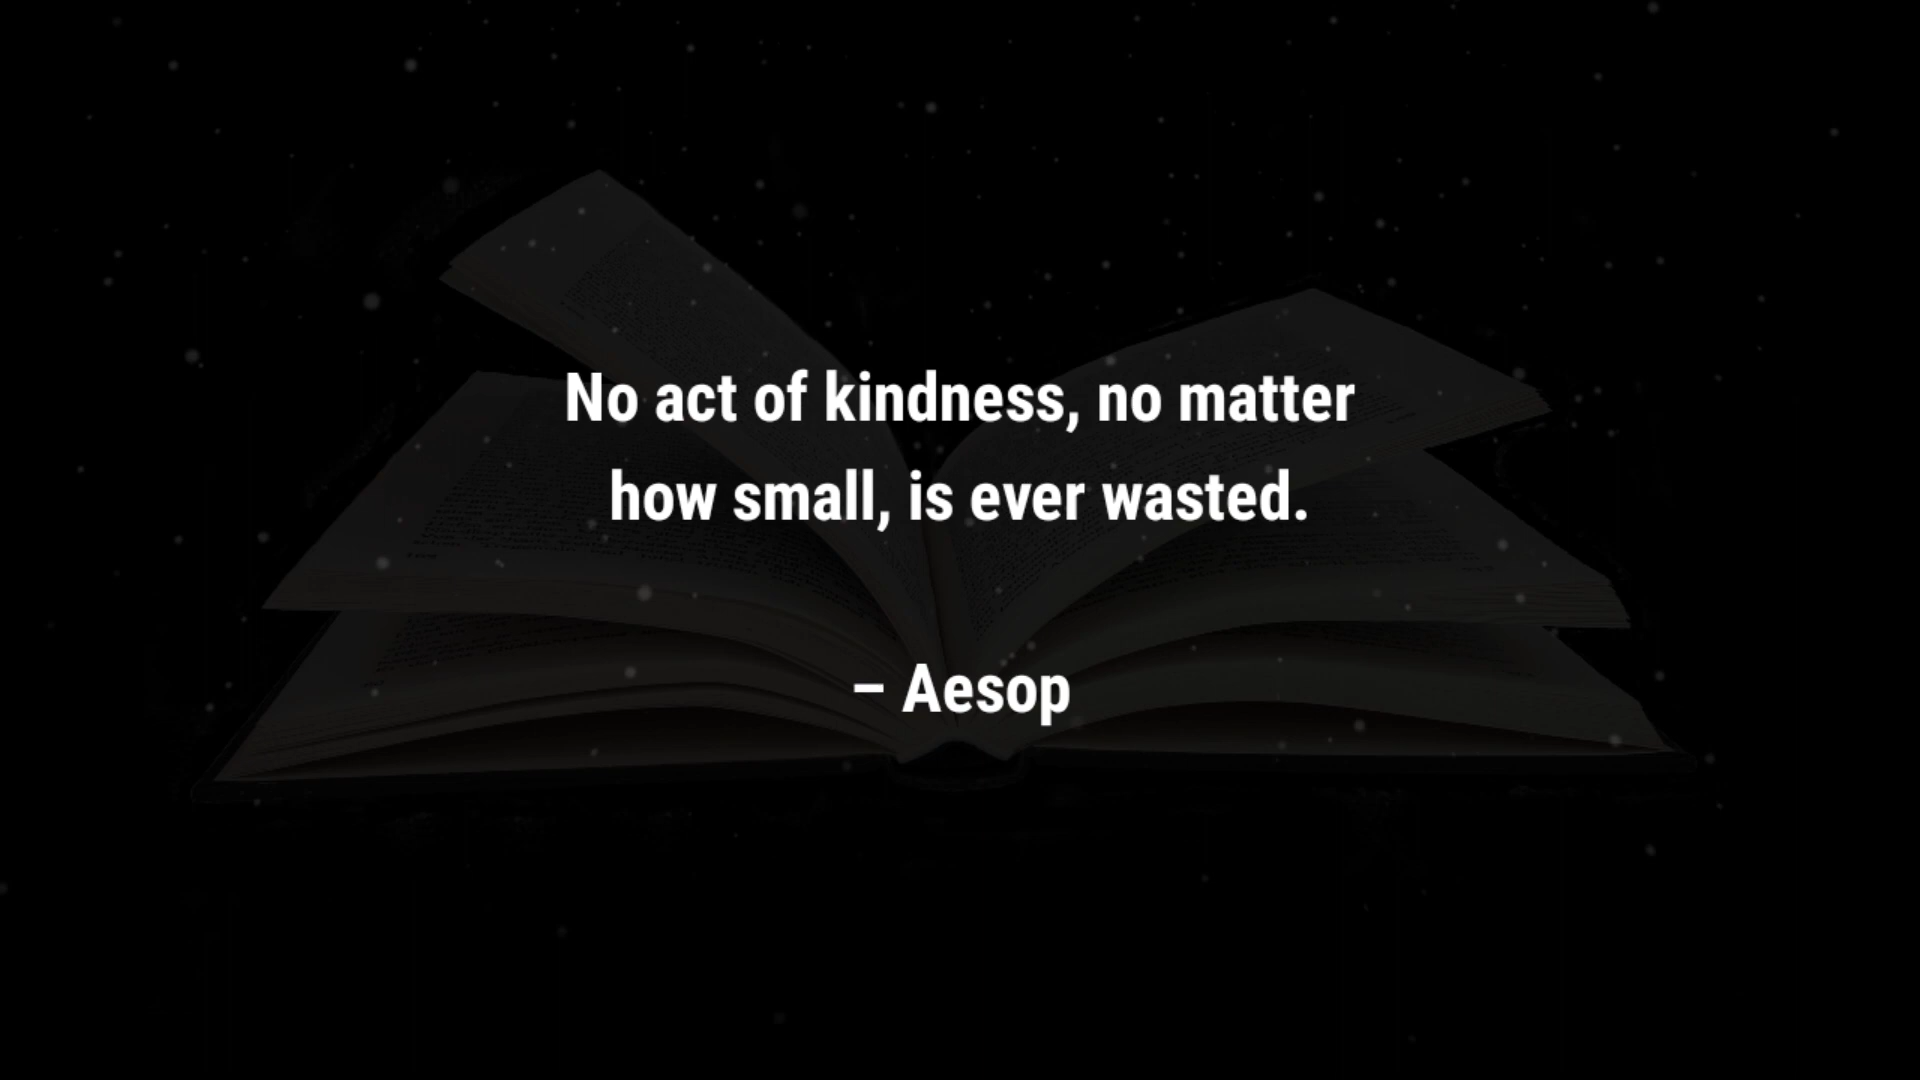 No act of kindness, no matter
how small, is ever wasted.
– Aesop